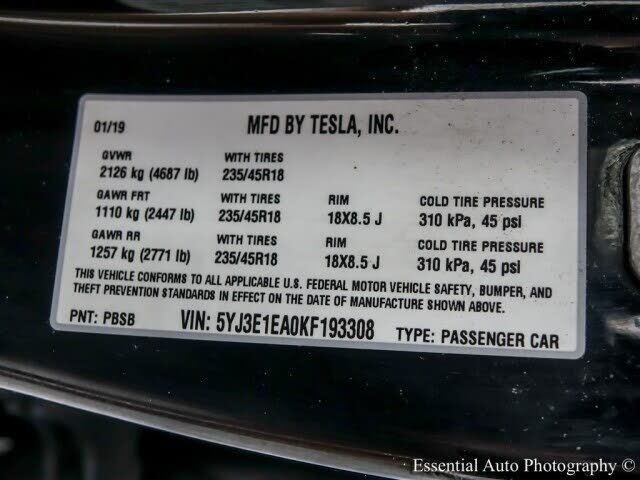 01/19 MFD BY TESLA, INC.
GVWR WITH TIRES
2126 kg (4687 lb) 235/45R18
GAWR FRT WITH TIRES RIM COLD TIRE PRESSURE
1110 kg (2447 lb) 235/45R18 18X8.5 J 310 kPa, 45 psi
GAWR RR WITH TIRES RIM COLD TIRE PRESSURE
1257 kg (2771 lb) 235/45R18 18X8.5 J 310 kPa, 45 psi
THIS VEHICLE CONFORMS TO ALL APPLICABLE U.S. FEDERAL MOTOR VEHICLE SAFETY, BUMPER, AND
THEFT PREVENTION STANDARDS IN EFFECT ON THE DATE OF MANUFACTURE SHOWN ABOVE.
PNT: PBSB VIN: 5YJ3E1EA0KF193308 TYPE: PASSENGER CAR
Essential Auto Photography ©